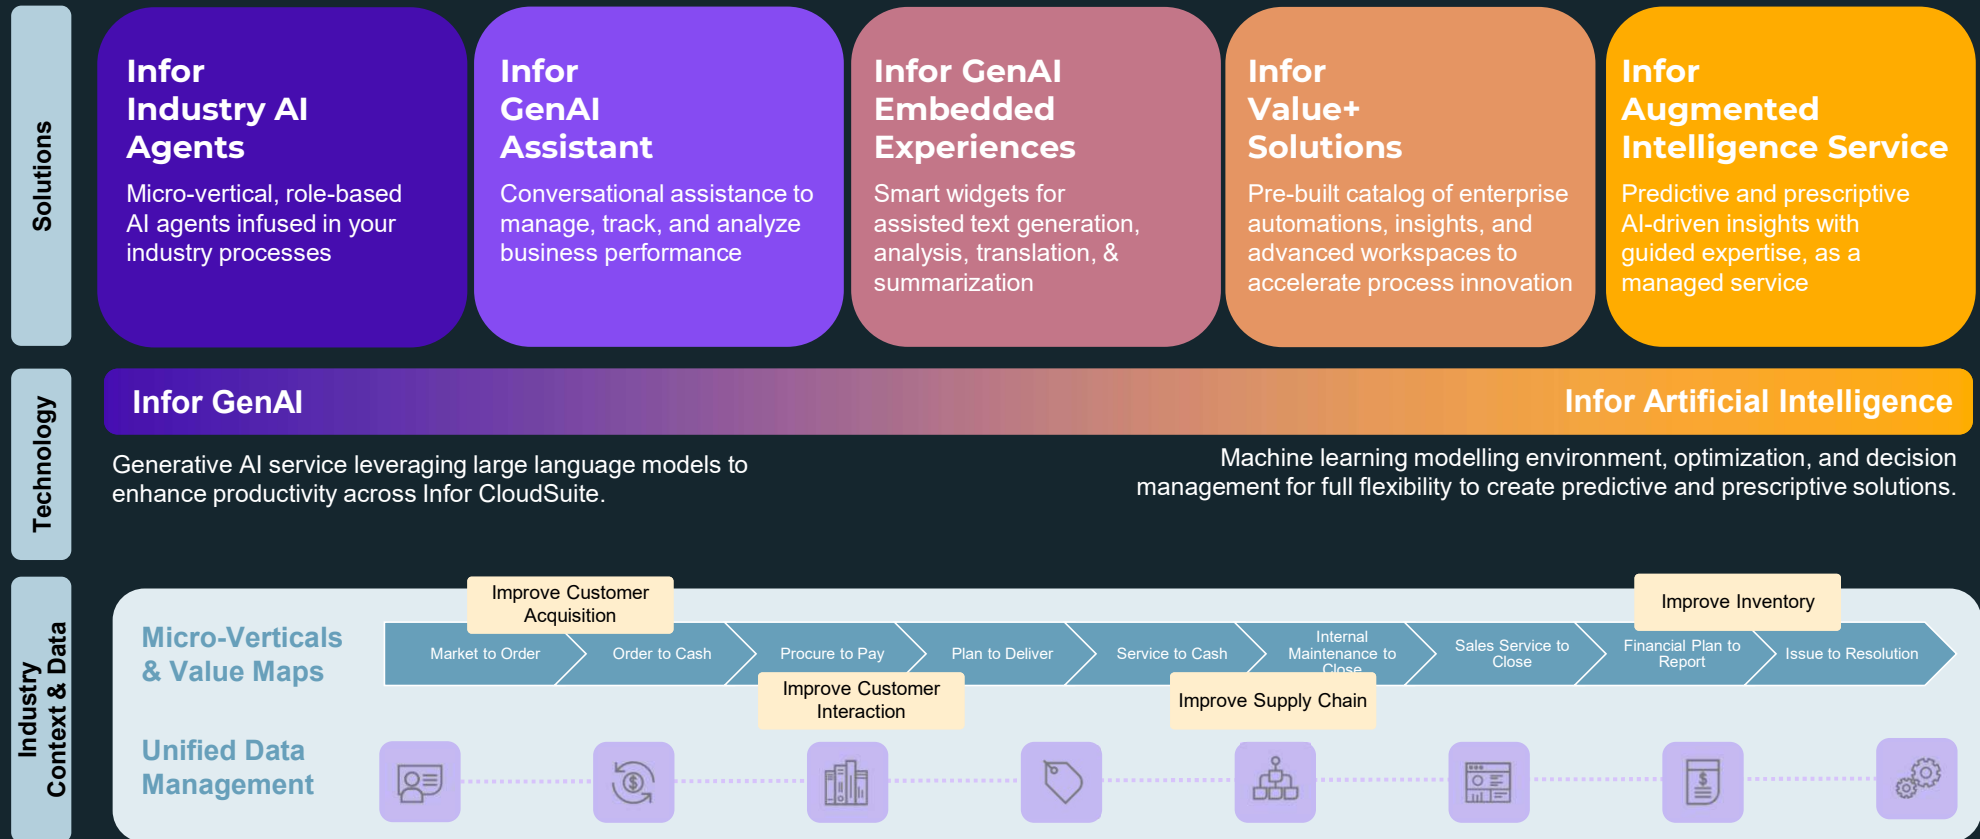 Solutions
Infor
Industry AI
Agents
Micro-vertical, role-based
AI agents infused in your
industry processes
Infor
GenAI
Assistant
Conversational assistance to
manage, track, and analyze
business performance
Infor GenAI
Embedded
Experiences
Smart widgets for
assisted text generation,
analysis, translation, &
summarization
Infor
Value+
Solutions
Pre-built catalog of enterprise
automations, insights, and
advanced workspaces to
accelerate process innovation
Infor
Augmented
Intelligence Service
Predictive and prescriptive
AI-driven insights with
guided expertise, as a
managed service
Technology
Infor GenAI
Generative AI service leveraging large language models to
enhance productivity across Infor CloudSuite.
Infor Artificial Intelligence
Machine learning modelling environment, optimization, and decision
management for full flexibility to create predictive and prescriptive solutions.
Industry
Context & Data
Micro-Verticals
& Value Maps
Improve Customer
Acquisition
Improve Inventory
Market to Order
Order to Cash
Procure to Pay
Plan to Deliver
Service to Cash
Internal
Maintenance to
Close
Sales Service to
Close
Financial Plan to
Report
Issue to Resolution
Improve Customer
Interaction
Improve Supply Chain
Unified Data
Management
$
$